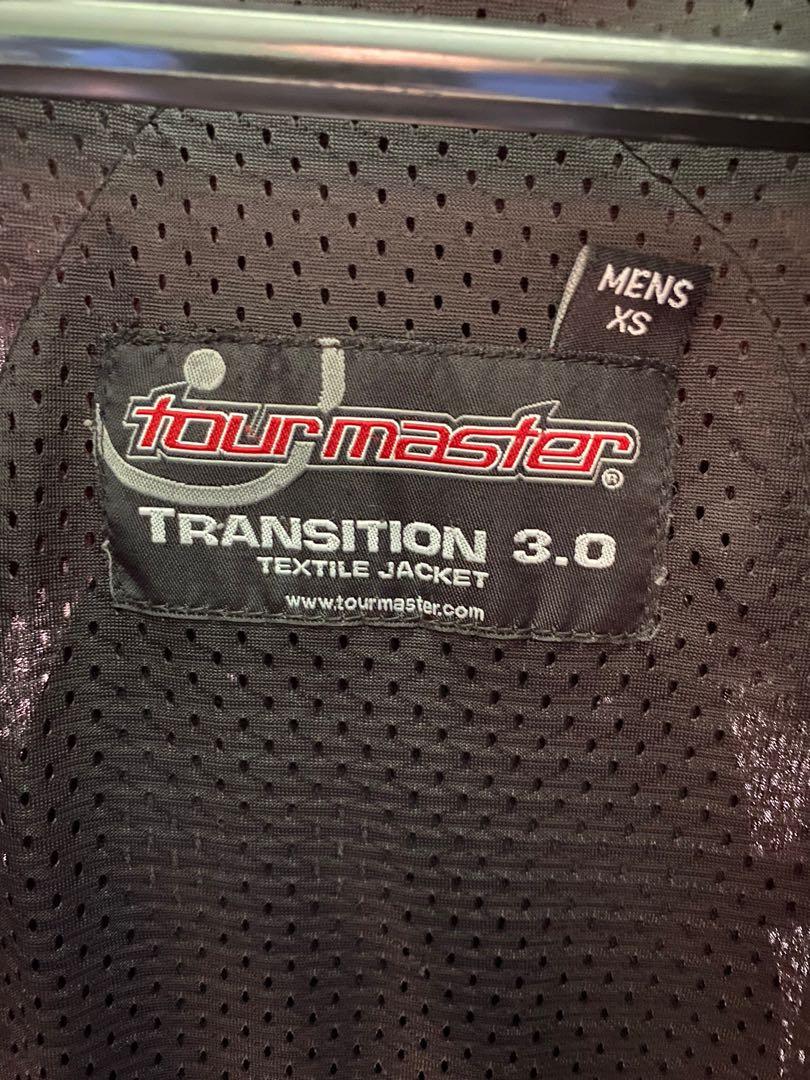 MENS
XS
tourmaster®
TRANSITION 3.0
TEXTILE JACKET
www.tourmaster.com